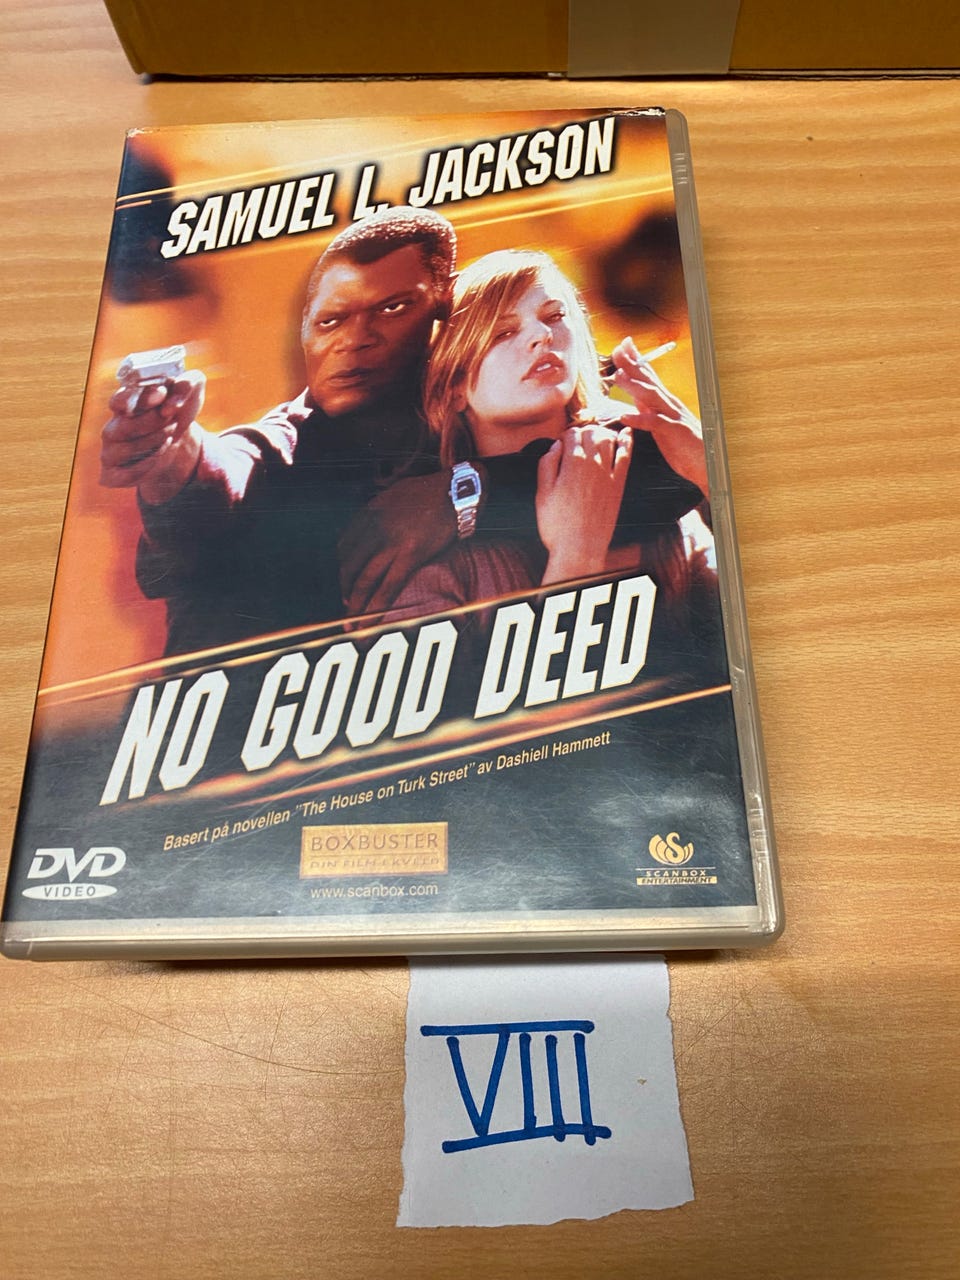 SAMUEL L. JACKSON
NO GOOD DEED
Basert på novellen "The House on Turk Street" av Dashiell Hammett
BOXBUSTER
DIN FILM I KVELD
www.scanbox.com
DVD
VIDEO
SCANBOX
ENTERTAINMENT
VIII